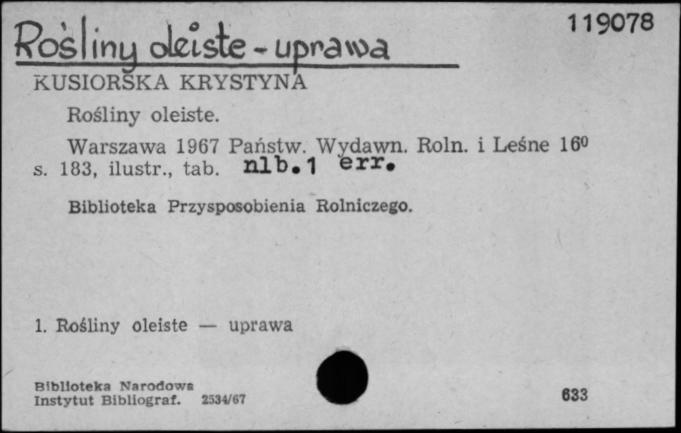 119078
Rośliny oleiste - uprawa
KUSIORSKA KRYSTYNA
Rośliny oleiste.
Warszawa 1967 Państw. Wydawn. Roln. i Leśne 16⁰
s. 183, ilustr., tab. nlb.1 err.
Biblioteka Przysposobienia Rolniczego.
1. Rośliny oleiste — uprawa
Biblioteka Narodowa
Instytut Bibliograf. 2534/67
633